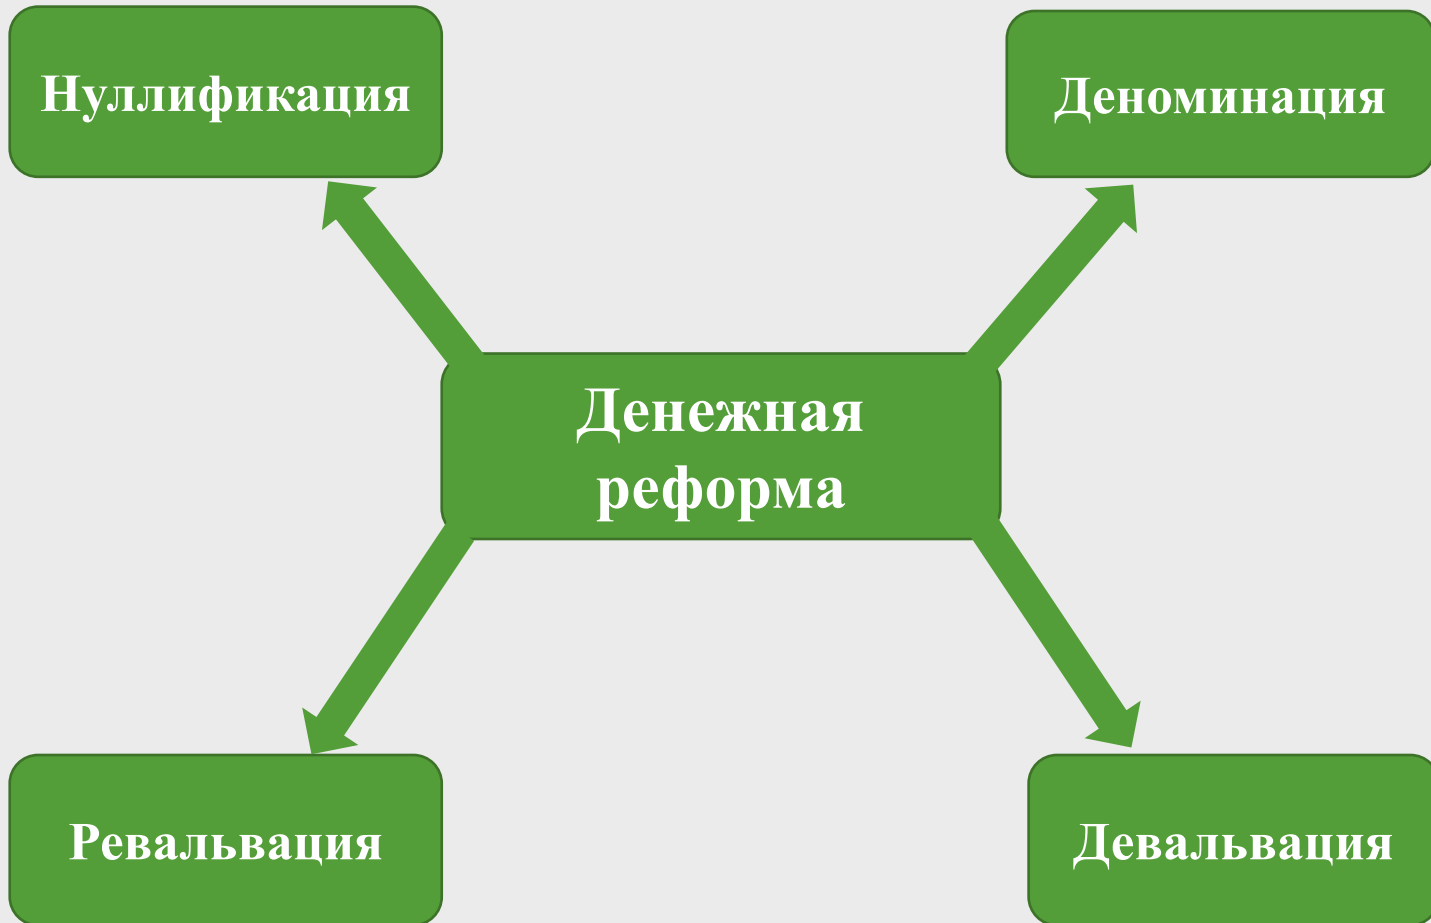 Нуллификация
Деноминация
Денежная
реформа
Ревальвация
Девальвация